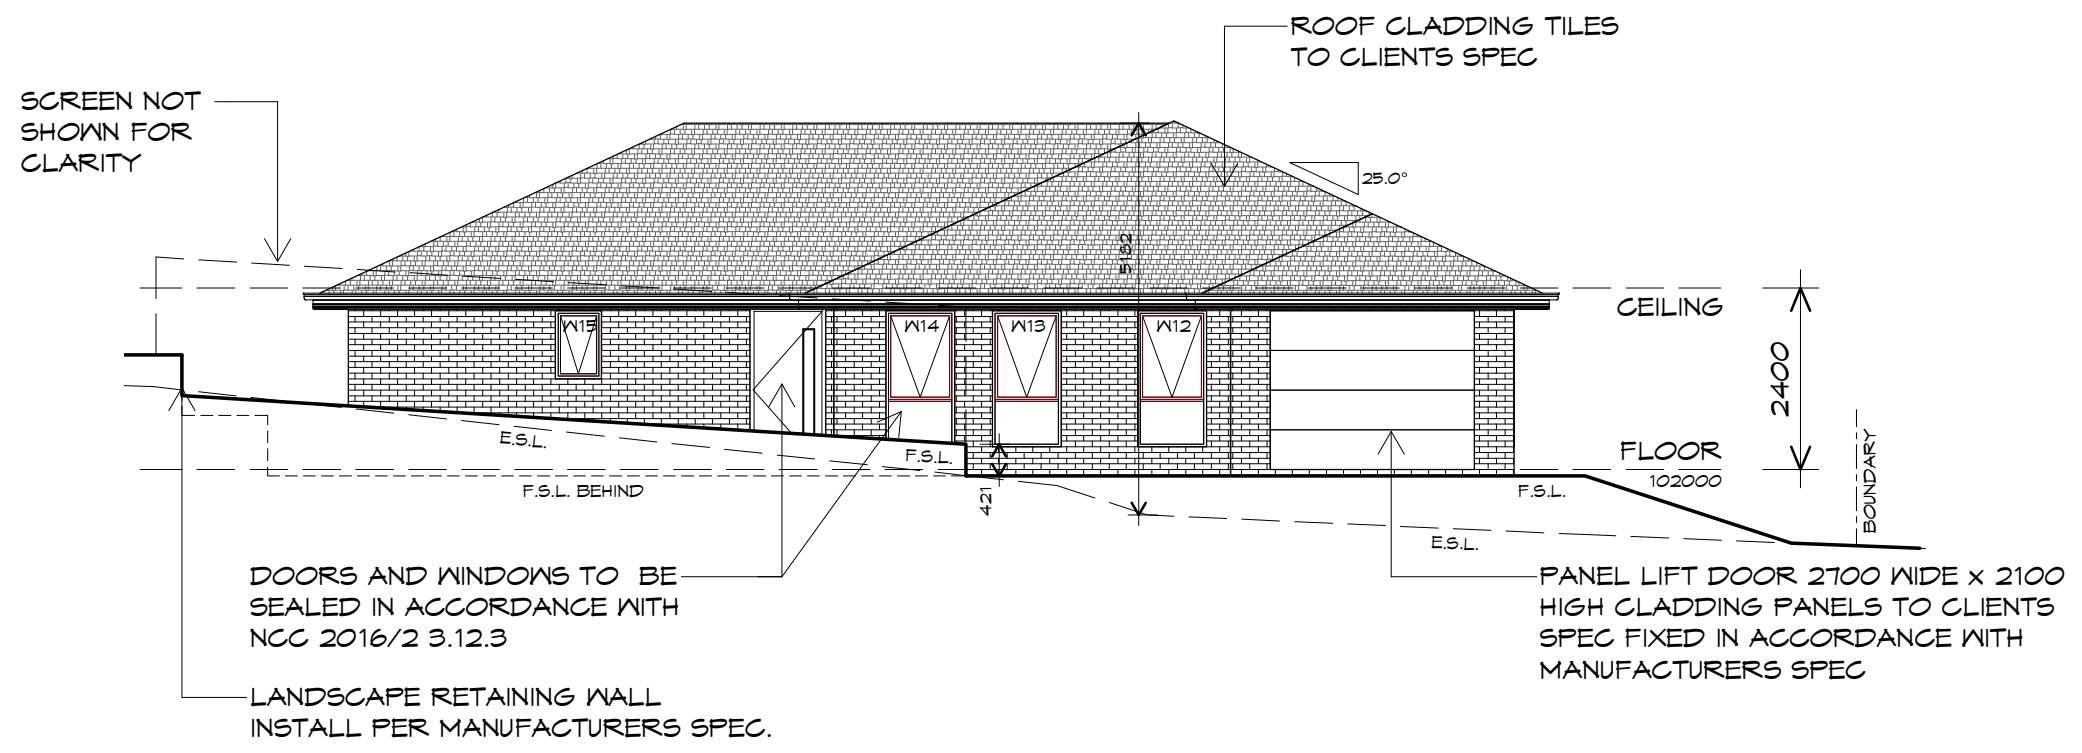 ROOF CLADDING TILES
TO CLIENTS SPEC
SCREEN NOT
SHOWN FOR
CLARITY
25.0°
5182
CEILING
W15
W14
W13
W12
2400
E.S.L.
F.S.L.
FLOOR
102000
F.S.L. BEHIND
421
F.S.L.
BOUNDARY
E.S.L.
DOORS AND WINDOWS TO BE
SEALED IN ACCORDANCE WITH
NCC 2016/2 3.12.3
PANEL LIFT DOOR 2700 WIDE x 2100
HIGH CLADDING PANELS TO CLIENTS
SPEC FIXED IN ACCORDANCE WITH
MANUFACTURERS SPEC
LANDSCAPE RETAINING WALL
INSTALL PER MANUFACTURERS SPEC.